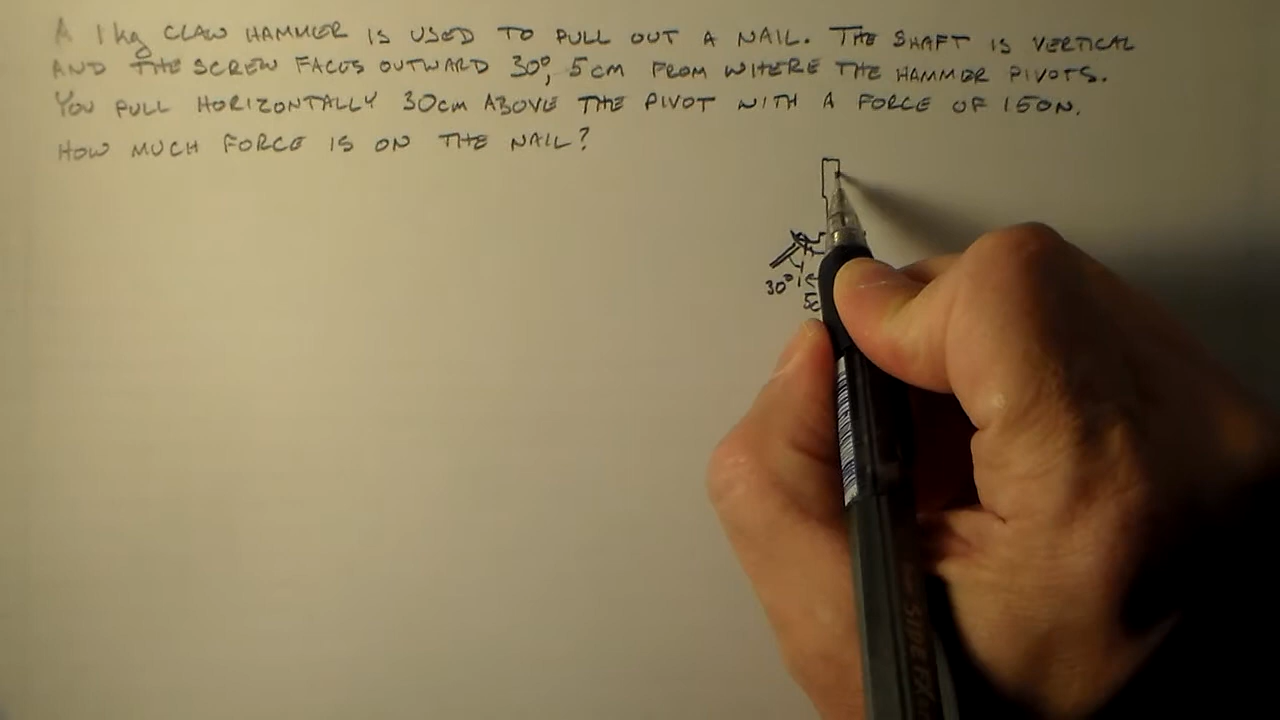 A 1kg CLAW HAMMER IS USED TO PULL OUT A NAIL. THE SHAFT IS VERTICAL
AND THE SCREW FACES OUTWARD 30°, 5cm FROM WHERE THE HAMMER PIVOTS.
YOU PULL HORIZONTALLY 30cm ABOVE THE PIVOT WITH A FORCE OF 150N.
HOW MUCH FORCE IS ON THE NAIL?
30°
5c